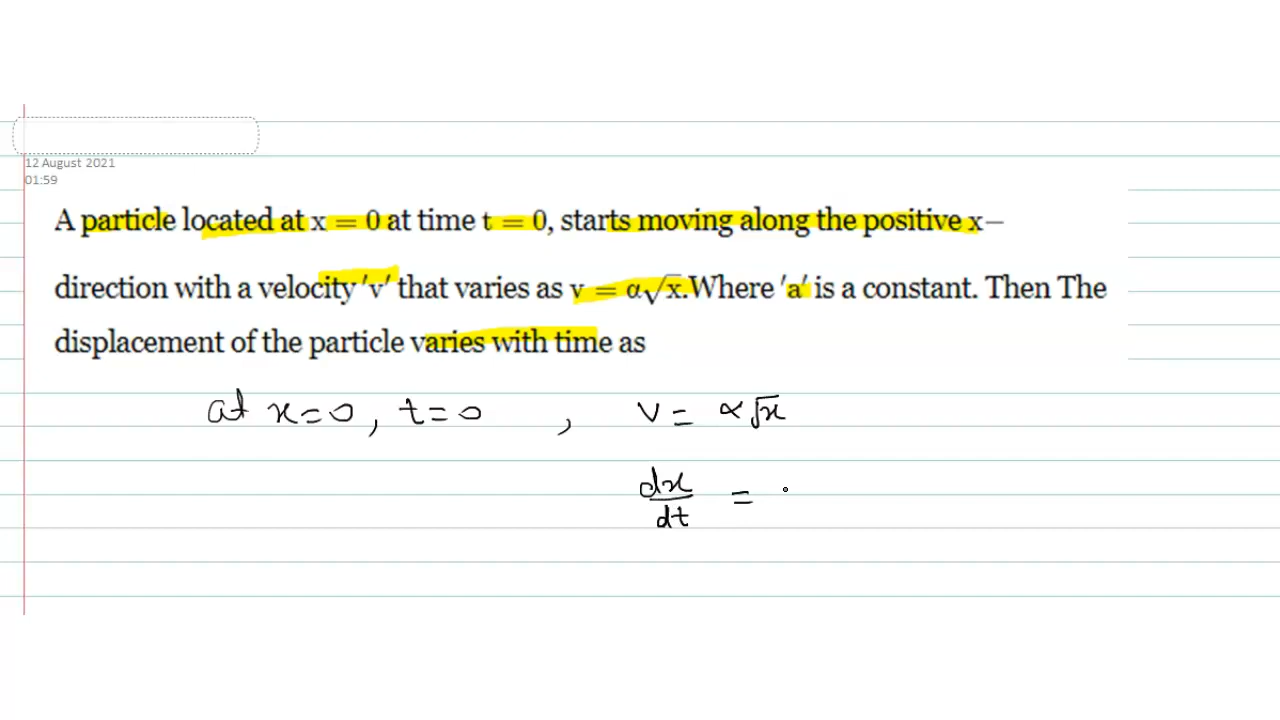 12 August 2021
01:59
A particle located at x = 0 at time t = 0, starts moving along the positive x−
direction with a velocity 'v' that varies as v = α√x.Where 'a' is a constant. Then The
displacement of the particle varies with time as
at x=0, t=0 , v = α√x
dx/dt =